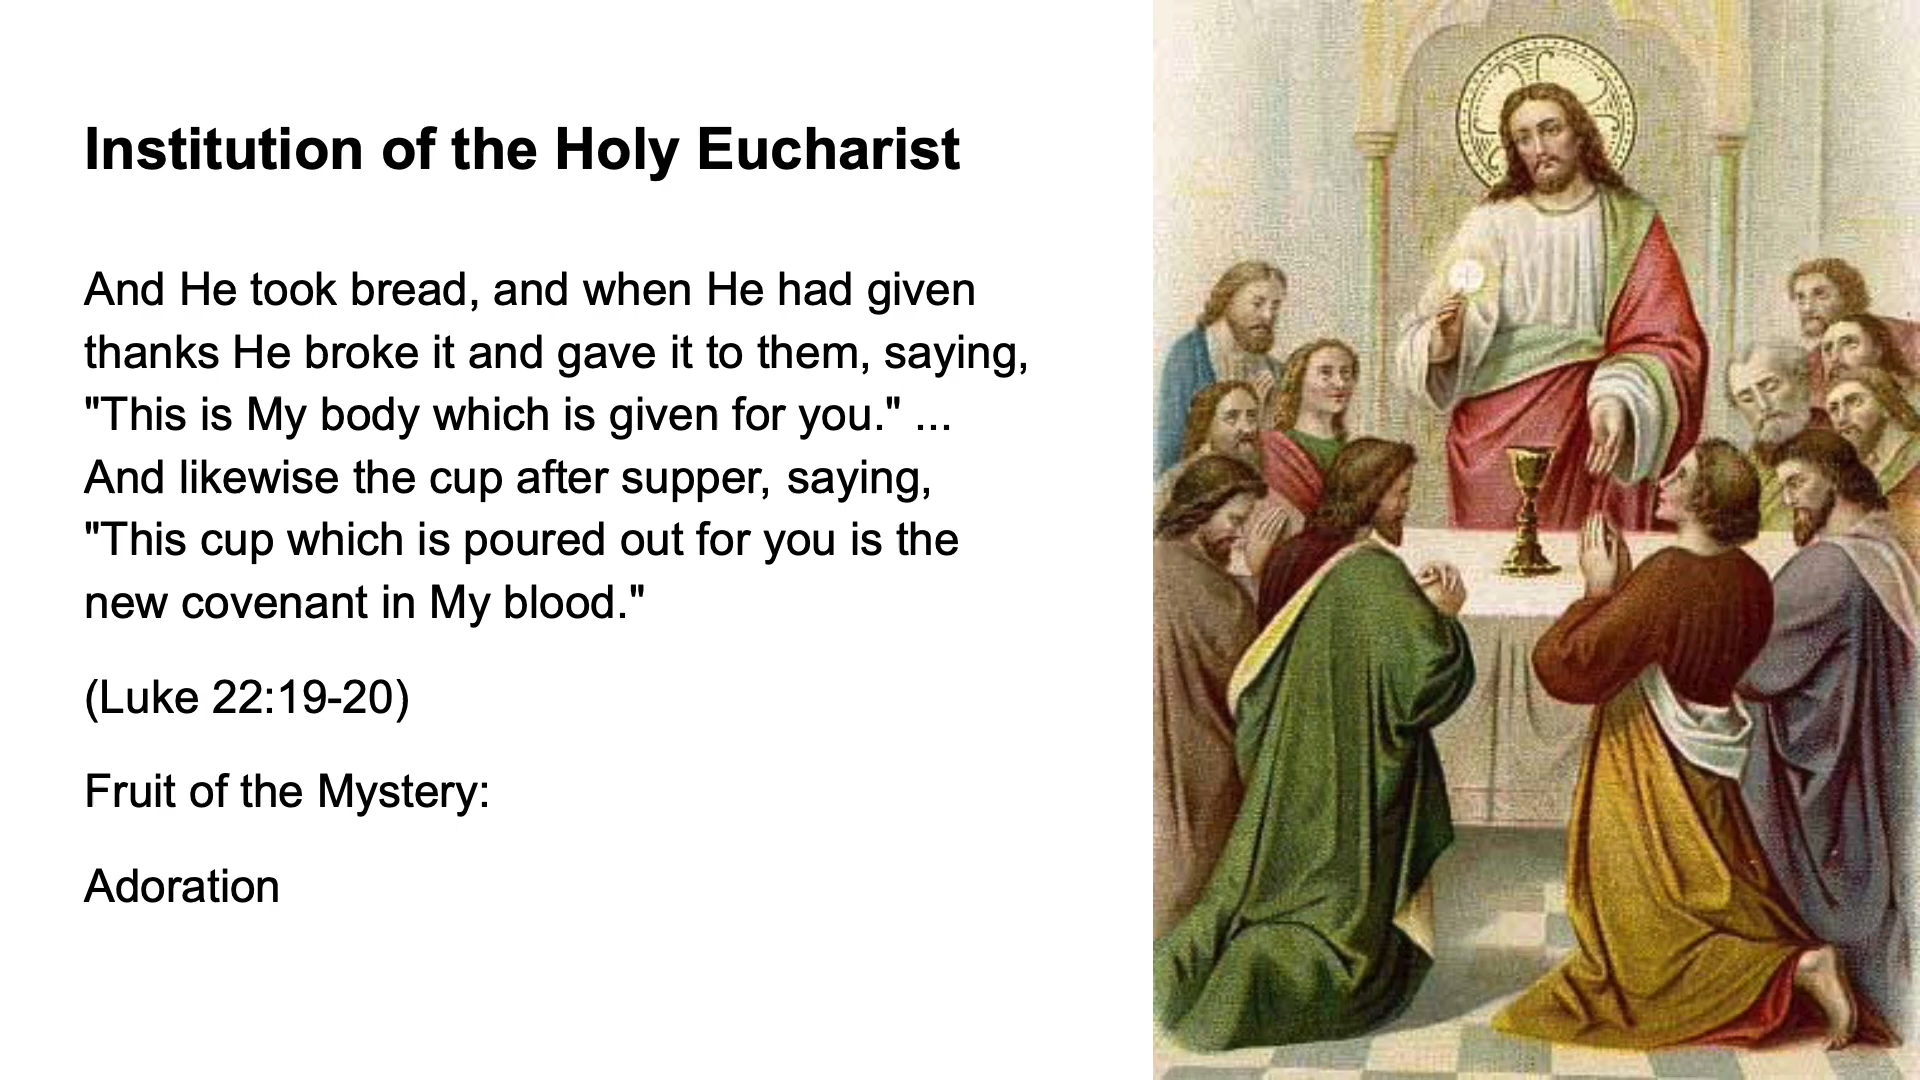 Institution of the Holy Eucharist
And He took bread, and when He had given
thanks He broke it and gave it to them, saying,
"This is My body which is given for you." ...
And likewise the cup after supper, saying,
"This cup which is poured out for you is the
new covenant in My blood."
(Luke 22:19-20)
Fruit of the Mystery:
Adoration